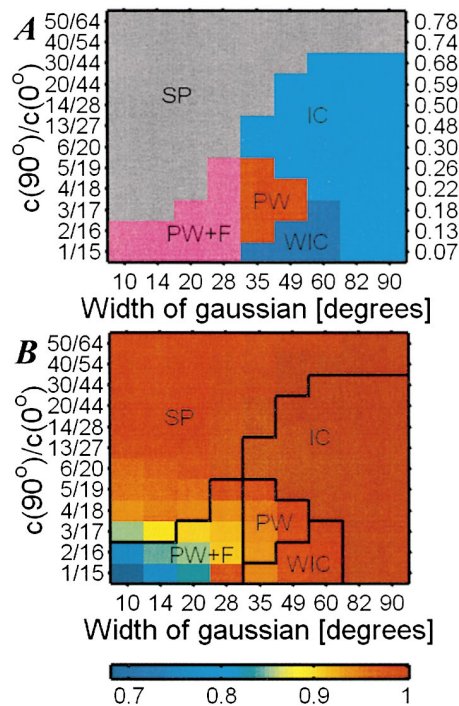 A
50/64 0.78
40/54 0.74
30/44 0.68
20/44 0.59
14/28 0.50
13/27 0.48
6/20 0.30
5/19 0.26
4/18 0.22
3/17 0.18
2/16 0.13
1/15 0.07
c(90°)/c(0°)
SP
IC
PW
PW+F
WIC
10 14 20 28 35 49 60 90
Width of gaussian [degrees]
B
50/64
40/54
30/44
20/44
14/28
13/27
6/20
5/19
4/18
3/17
2/16
1/15
c(90°)/c(0°)
SP
IC
PW
PW+F
WIC
10 14 20 28 35 49 60 90
Width of gaussian [degrees]
0.7 0.8 0.9 1